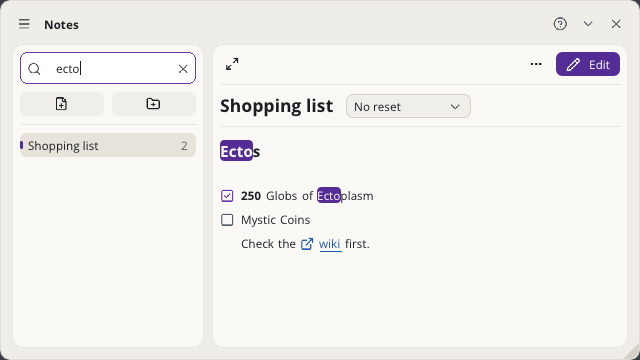 Notes
ecto
Edit
Shopping list
No reset
Shopping list 2
Ectos
250 Globs of Ectoplasm
Mystic Coins
Check the wiki first.